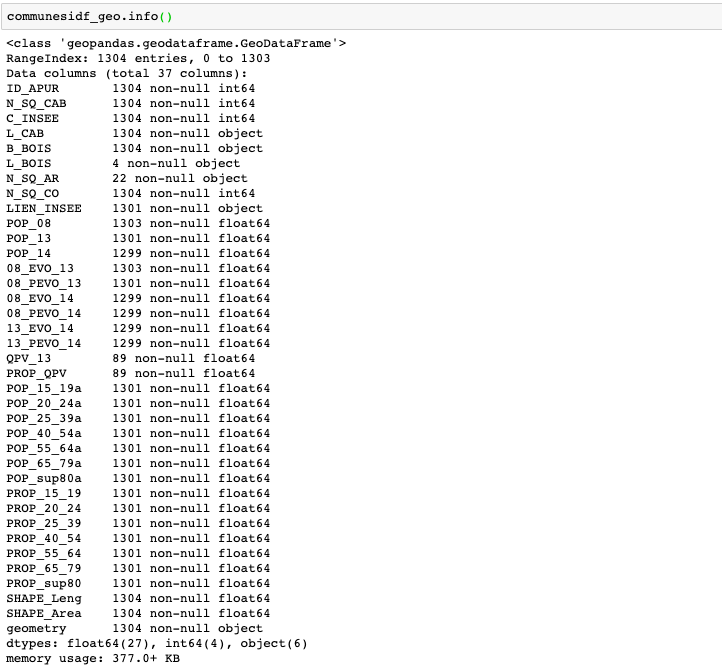 communesidf_geo.info()
<class 'geopandas.geodataframe.GeoDataFrame'>
RangeIndex: 1304 entries, 0 to 1303
Data columns (total 37 columns):
ID_APUR 1304 non-null int64
N_SQ_CAB 1304 non-null int64
C_INSEE 1304 non-null int64
L_CAB 1304 non-null object
B_BOIS 1304 non-null object
L_BOIS 4 non-null object
N_SQ_AR 22 non-null object
N_SQ_CO 1304 non-null int64
LIEN_INSEE 1301 non-null object
POP_08 1303 non-null float64
POP_13 1301 non-null float64
POP_14 1299 non-null float64
08_EVO_13 1303 non-null float64
08_PEVO_13 1301 non-null float64
08_EVO_14 1299 non-null float64
08_PEVO_14 1299 non-null float64
13_EVO_14 1299 non-null float64
13_PEVO_14 1299 non-null float64
QPV_13 89 non-null float64
PROP_QPV 89 non-null float64
POP_15_19a 1301 non-null float64
POP_20_24a 1301 non-null float64
POP_25_39a 1301 non-null float64
POP_40_54a 1301 non-null float64
POP_55_64a 1301 non-null float64
POP_65_79a 1301 non-null float64
POP_sup80a 1301 non-null float64
PROP_15_19 1301 non-null float64
PROP_20_24 1301 non-null float64
PROP_25_39 1301 non-null float64
PROP_40_54 1301 non-null float64
PROP_55_64 1301 non-null float64
PROP_65_79 1301 non-null float64
PROP_sup80 1301 non-null float64
SHAPE_Leng 1304 non-null float64
SHAPE_Area 1304 non-null float64
geometry 1304 non-null object
dtypes: float64(27), int64(4), object(6)
memory usage: 377.0+ KB